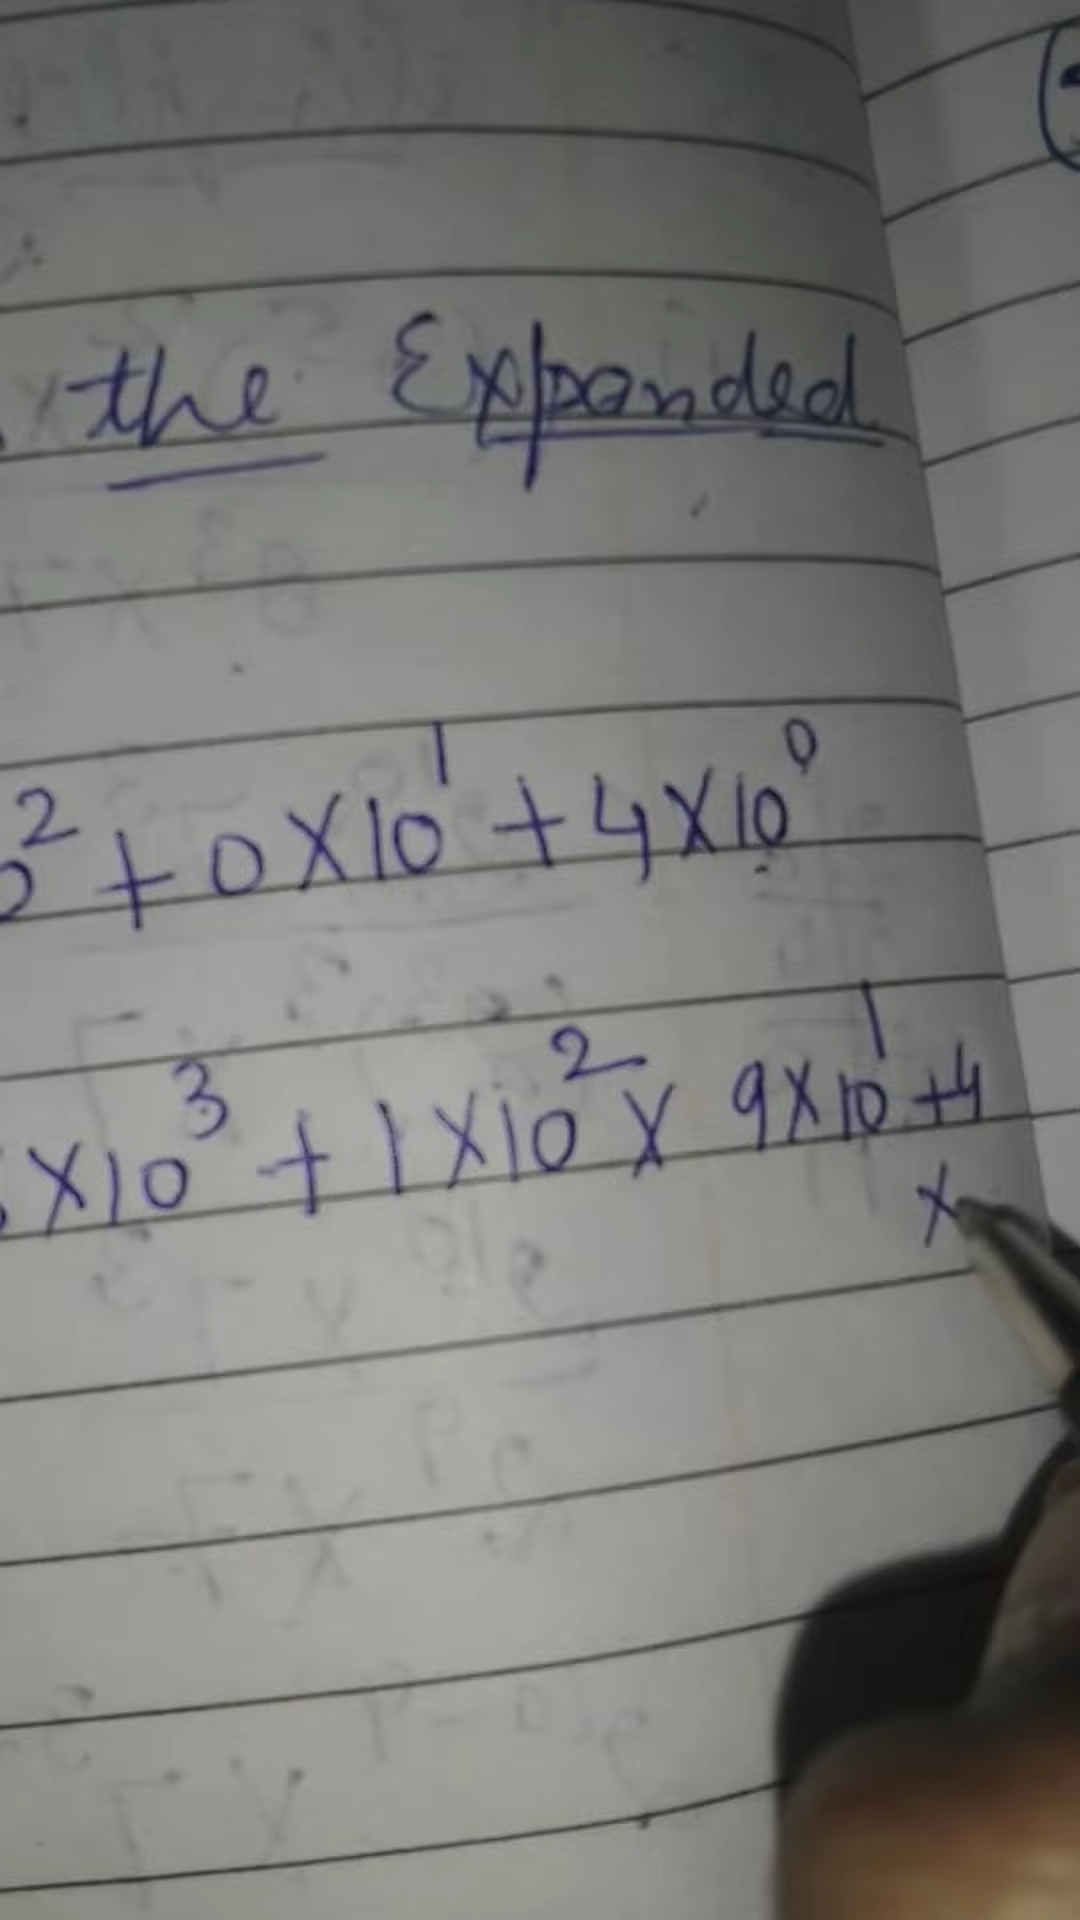 the Expanded
² + 0 X 10¹ + 4 X 10⁰
X 10³ + 1 X 10² X 9 X 10¹ + 4
X